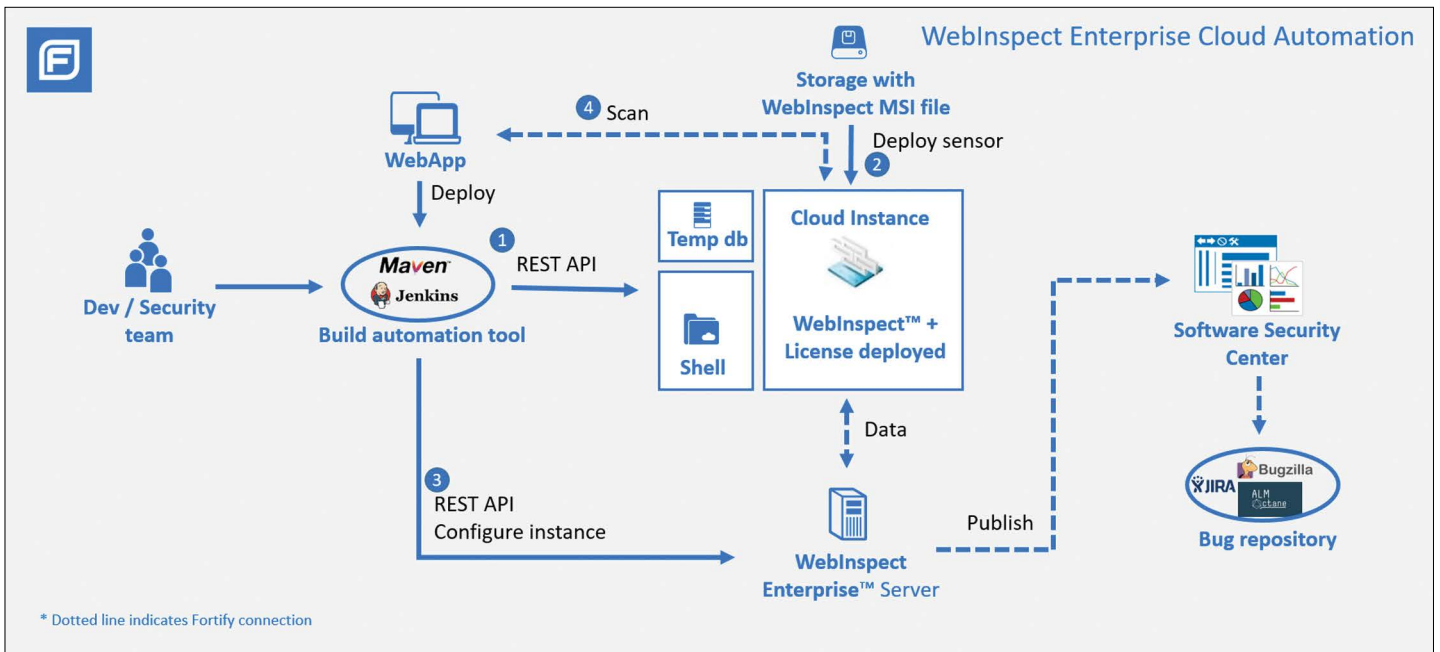 WebInspect Enterprise Cloud Automation
F
Storage with
WebInspect MSI file
4 Scan
Deploy sensor
2
WebApp
Deploy
Cloud Instance
Temp db
1
REST API
Maven™
Jenkins
Dev / Security
team
Build automation tool
WebInspect™ +
License deployed
Shell
Software Security
Center
Data
3
REST API
Configure instance
Publish
Bugzilla
JIRA
ALM
Octane
Bug repository
WebInspect
Enterprise™ Server
* Dotted line indicates Fortify connection